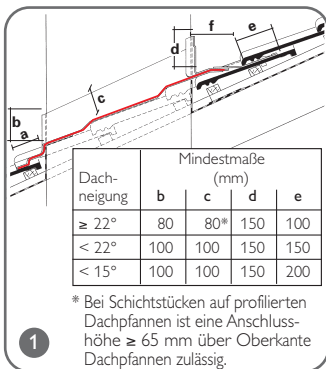 f
e
d
c
b
a
Mindestmaße
(mm)
Dach-
neigung b c d e
≥ 22° 80 80* 150 100
< 22° 100 100 150 150
< 15° 100 100 150 200
* Bei Schichtstücken auf profilierten
Dachpfannen ist eine Anschluss-
höhe ≥ 65 mm über Oberkante
Dachpfannen zulässig.
1